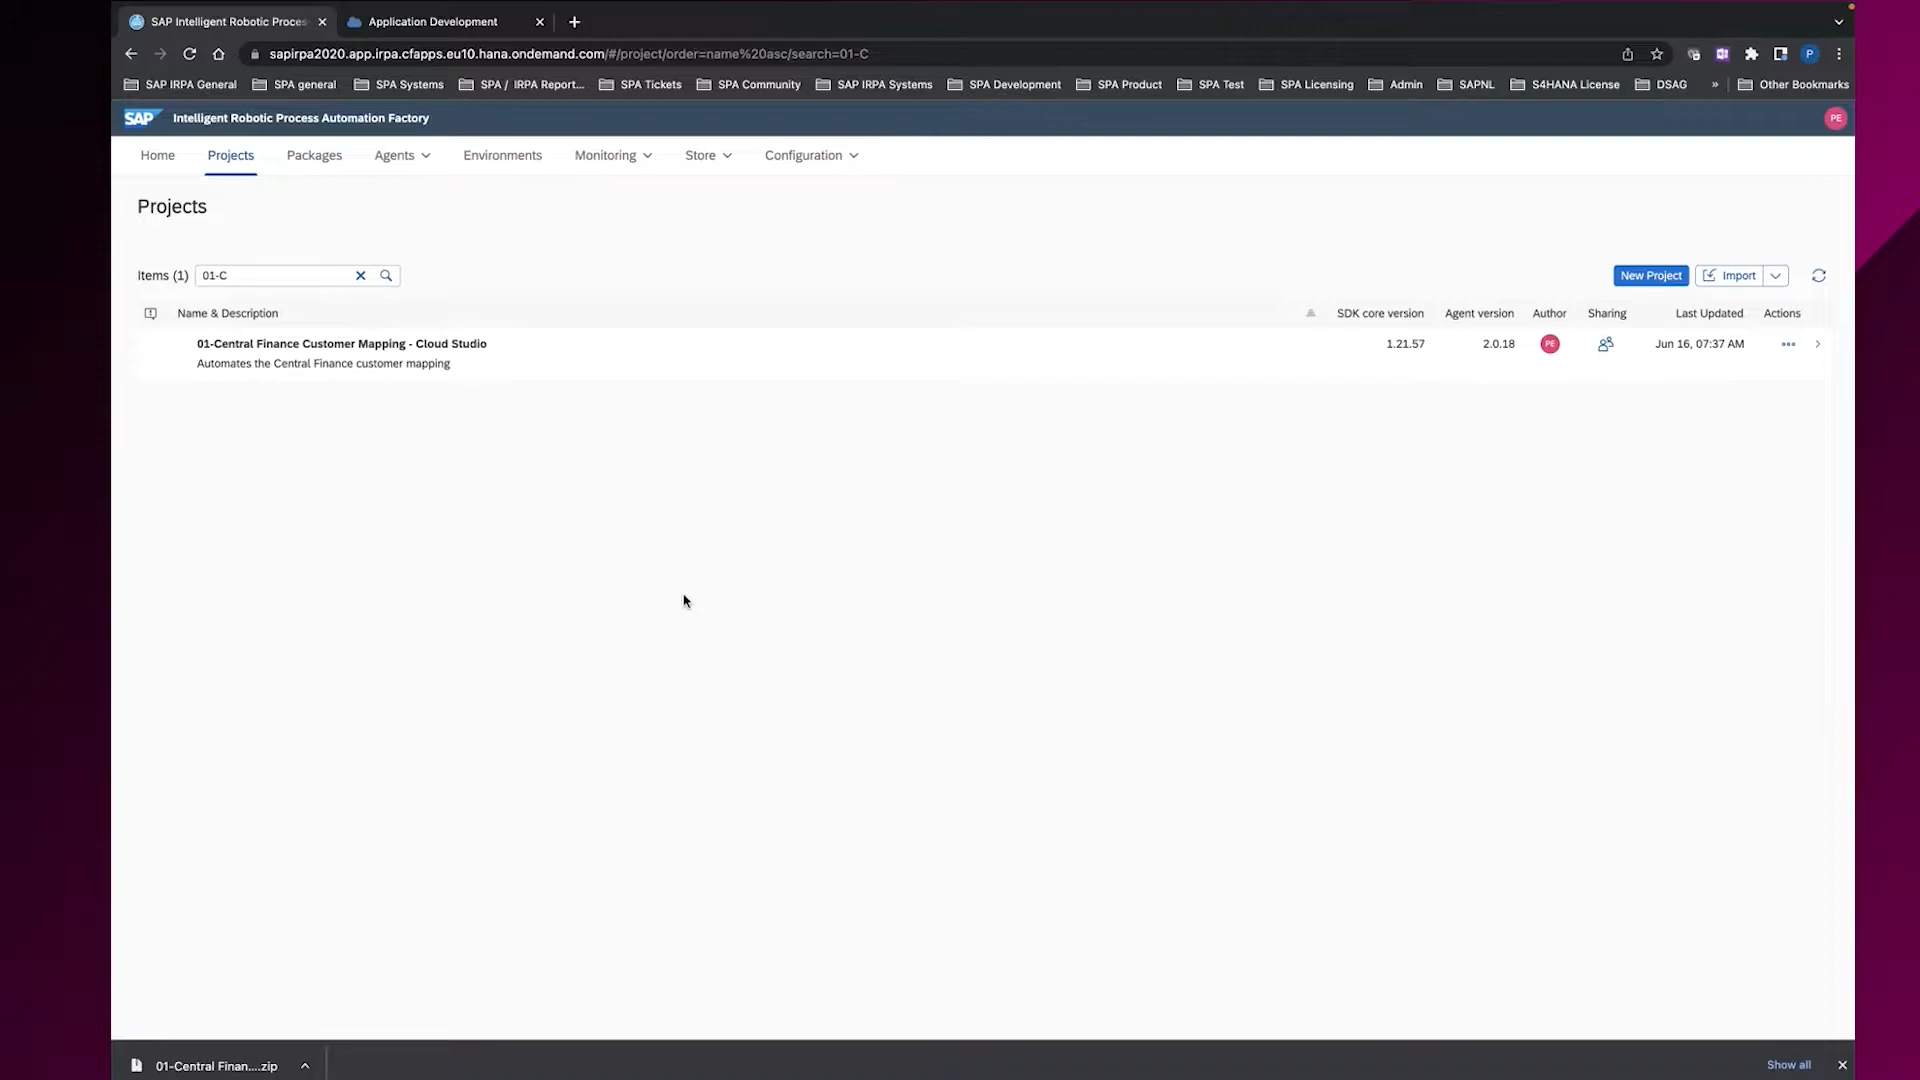 SAP Intelligent Robotic Proces
Application Development
sapirpa2020.app.irpa.cfapps.eu10.hana.ondemand.com/#/project/order=name%20asc/search=01-C
P
SAP IRPA General
SPA general
SPA Systems
SPA / IRPA Report...
SPA Tickets
SPA Community
SAP IRPA Systems
SPA Development
SPA Product
SPA Test
SPA Licensing
Admin
SAPNL
S4HANA License
DSAG
»
Other Bookmarks
SAP
Intelligent Robotic Process Automation Factory
PE
Home
Projects
Packages
Agents
Environments
Monitoring
Store
Configuration
Projects
Items (1)
01-C
New Project
Import
Name & Description
SDK core version
Agent version
Author
Sharing
Last Updated
Actions
01-Central Finance Customer Mapping - Cloud Studio
1.21.57
2.0.18
PE
Jun 16, 07:37 AM
Automates the Central Finance customer mapping
01-Central Finan....zip
Show all